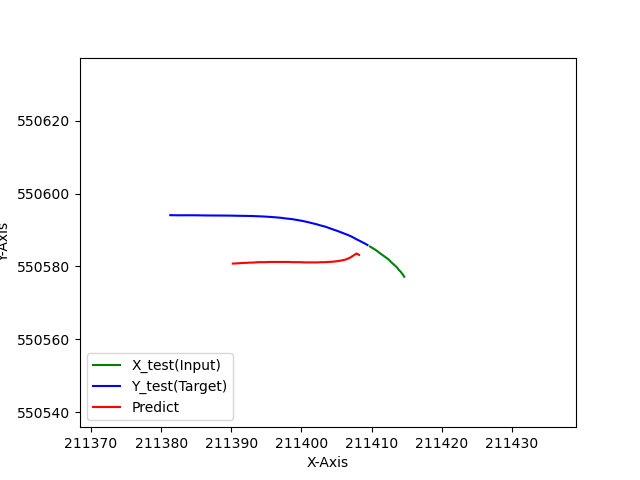 550620
550600
550580
550560
550540
Y-Axis
X_test(Input)
Y_test(Target)
Predict
211370 211380 211390 211400 211410 211420 211430
X-Axis